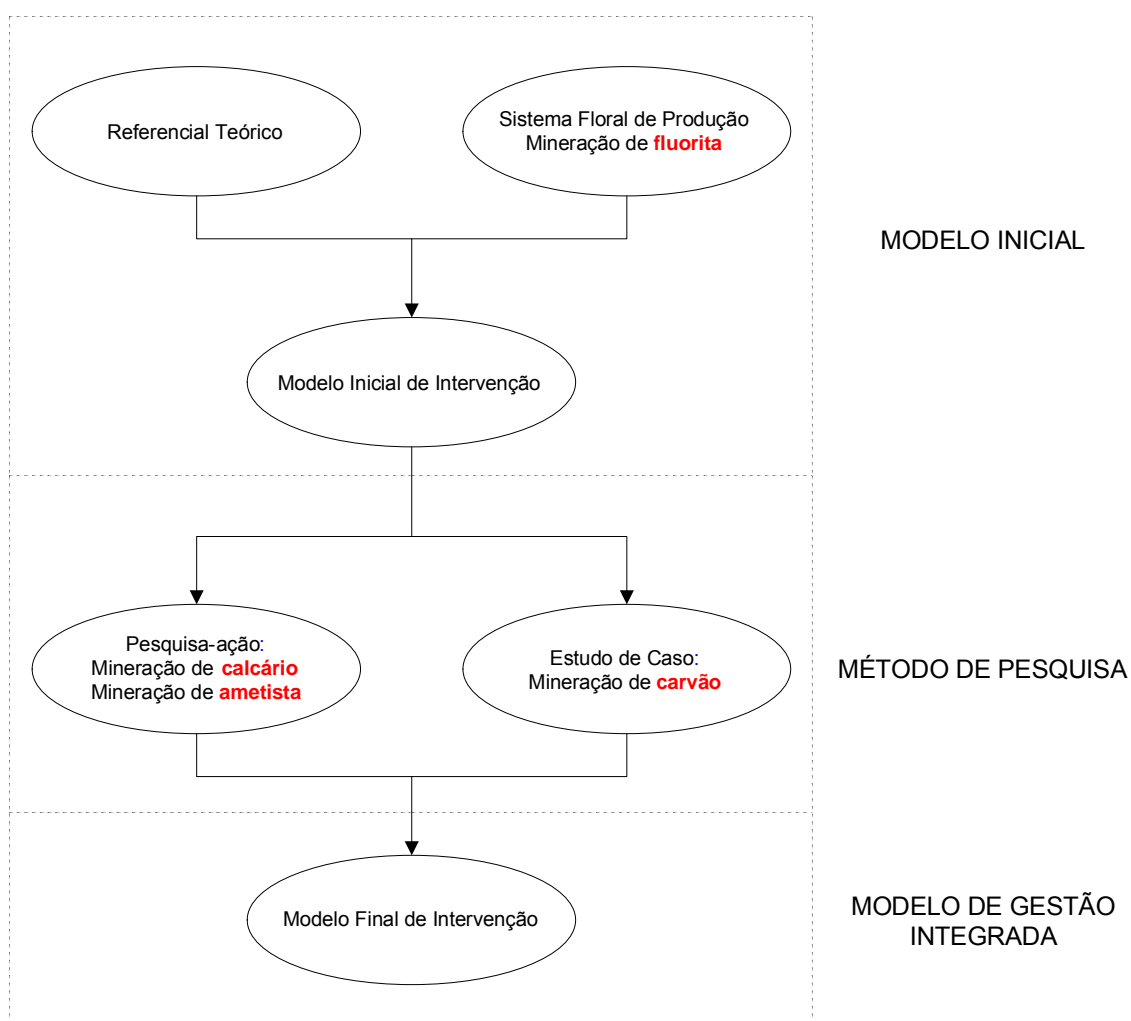 Referencial Teórico
Sistema Floral de Produção
Mineração de fluorita
MODELO INICIAL
Modelo Inicial de Intervenção
Pesquisa-ação:
Mineração de calcário
Mineração de ametista
Estudo de Caso:
Mineração de carvão
MÉTODO DE PESQUISA
Modelo Final de Intervenção
MODELO DE GESTÃO
INTEGRADA